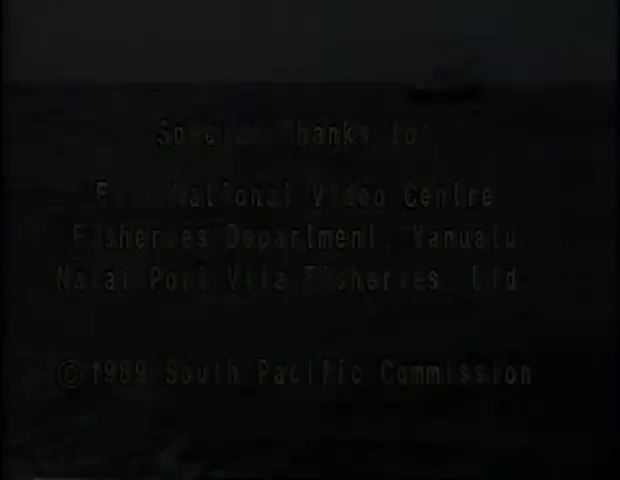 Special Thanks to:
Fiji National Video Centre
Fisheries Department, Vanuatu
Natai Port Vila Fisheries, Ltd.
© 1989 South Pacific Commission